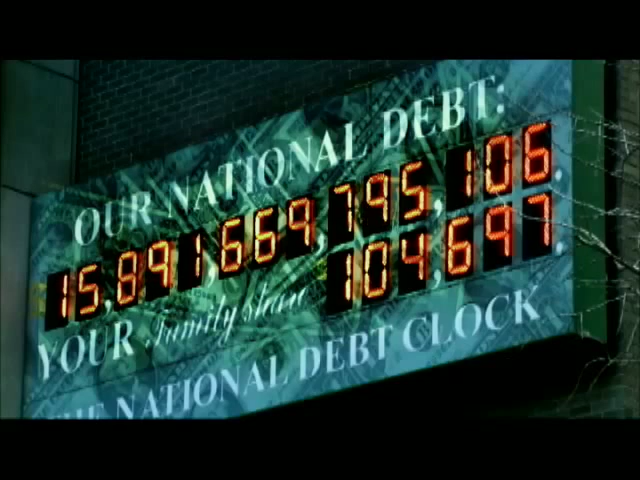 OUR NATIONAL DEBT:
15,891,669,795,106.
YOUR Family share 104,697.
THE NATIONAL DEBT CLOCK